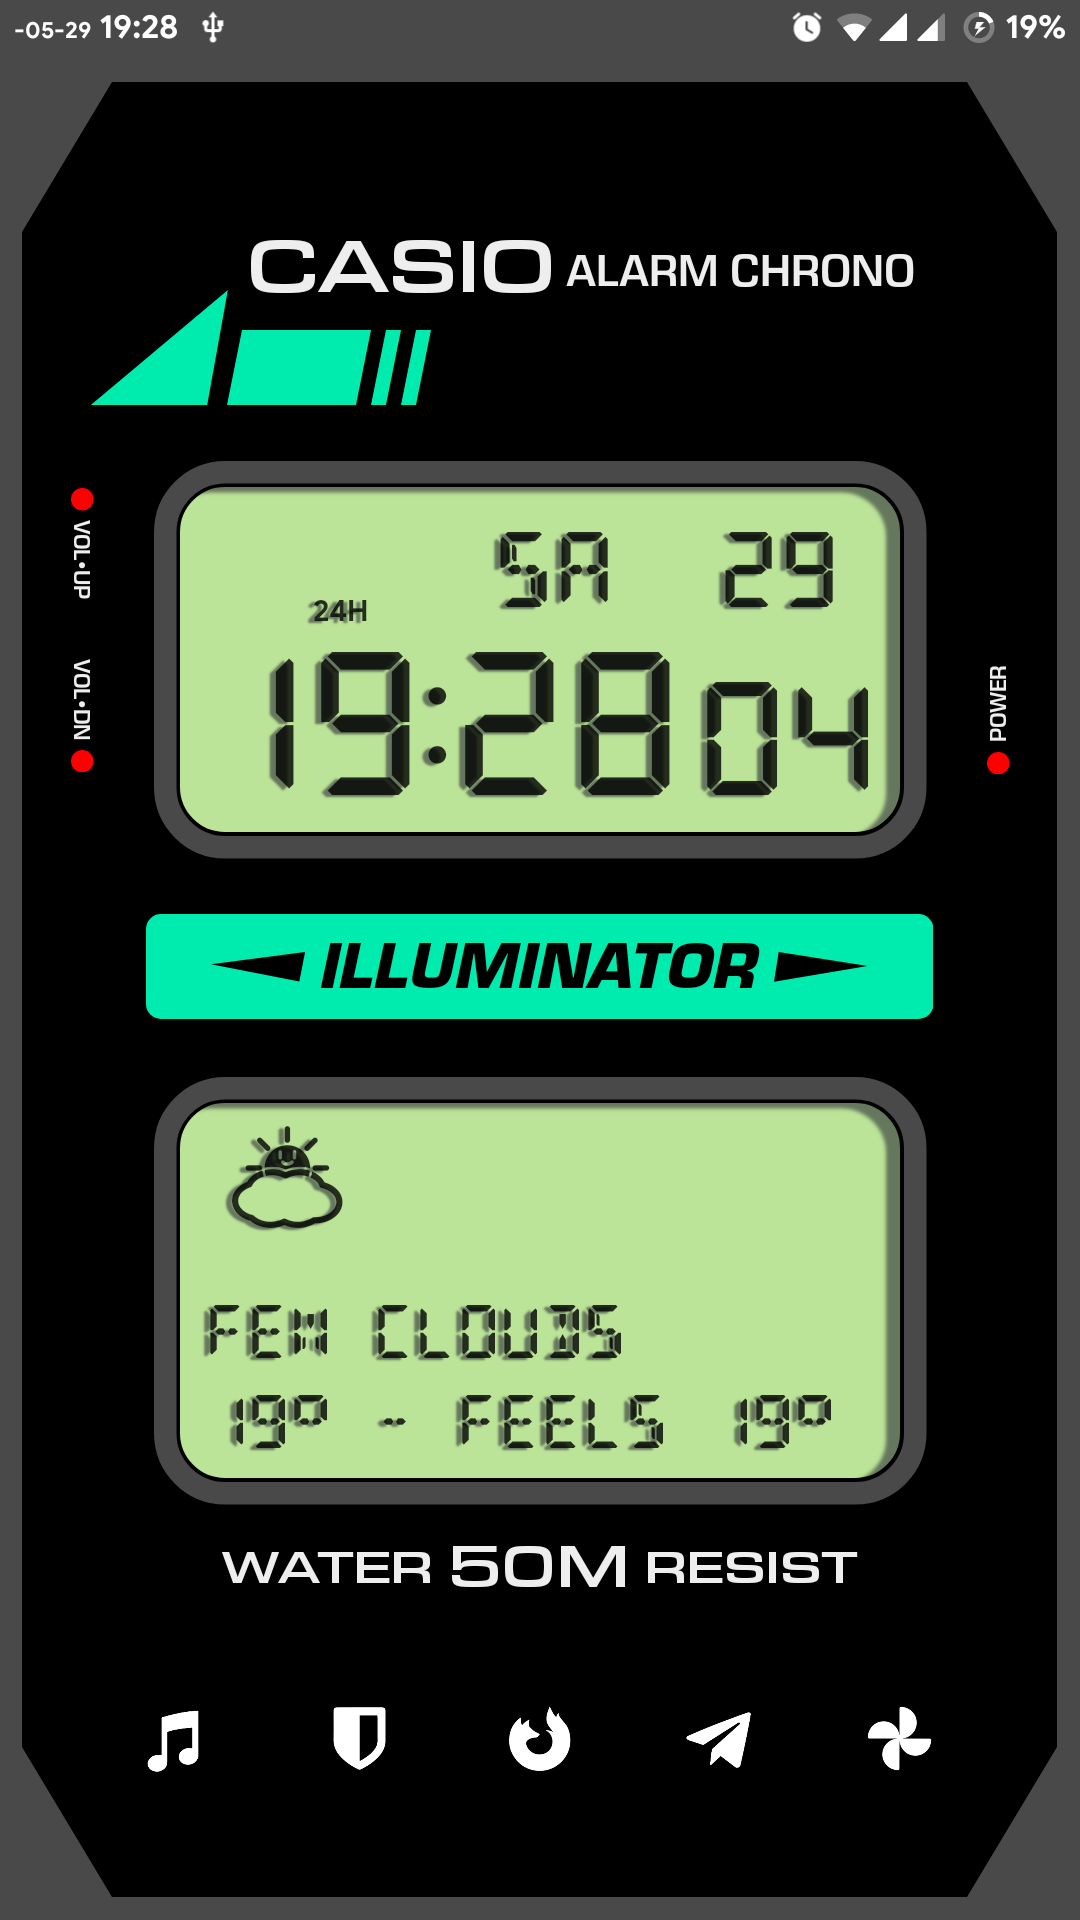 -05-29 19:28 19%
CASIO ALARM CHRONO
VOL•UP
SA 29
24H
19:28 04
VOL•DN
POWER
ILLUMINATOR
FEW CLOUDS
19° - FEELS 19°
WATER 50M RESIST